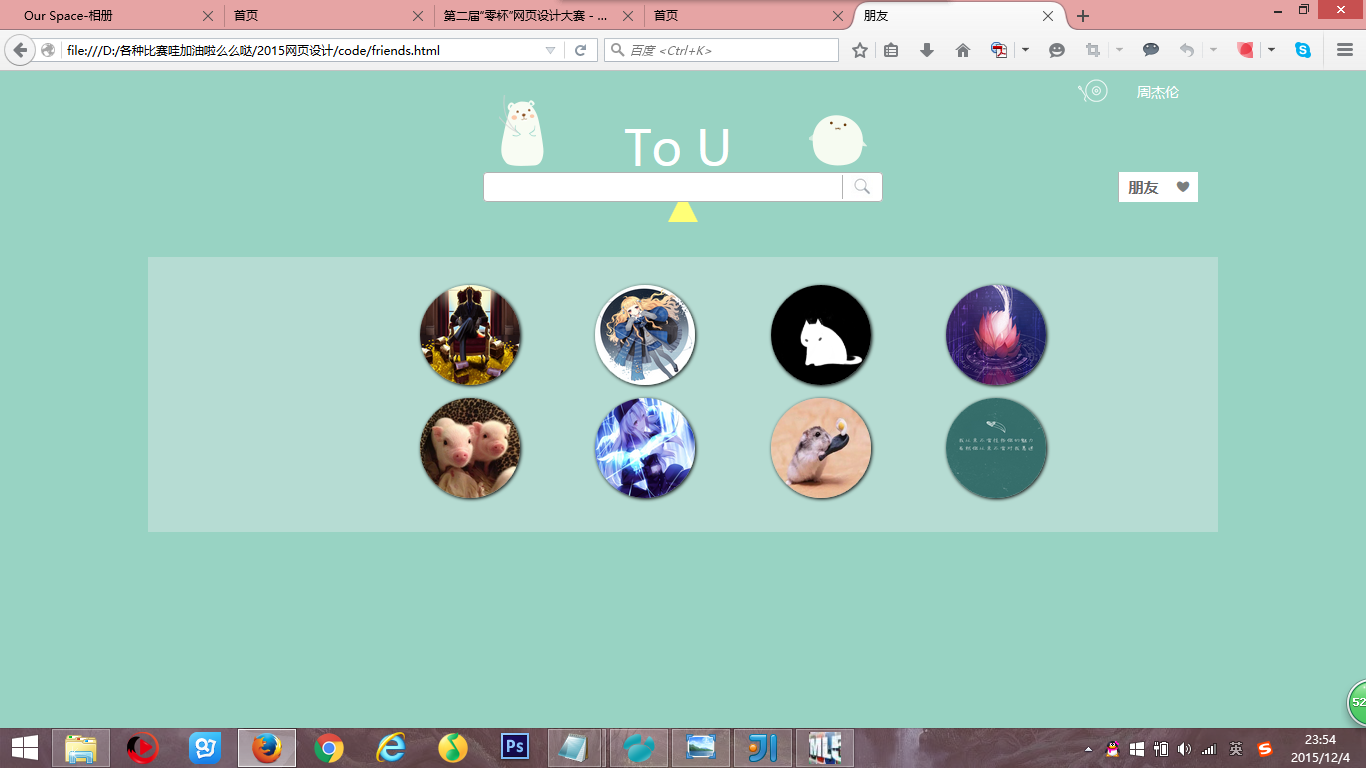 Our Space-相册
首页
第二届"零杯"网页设计大赛 - ...
首页
朋友
file:///D:/各种比赛哇加油啦么么哒/2015网页设计/code/friends.html
百度 <Ctrl+K>
周杰伦
To U
朋友
52
Ps
英
23:54
2015/12/4